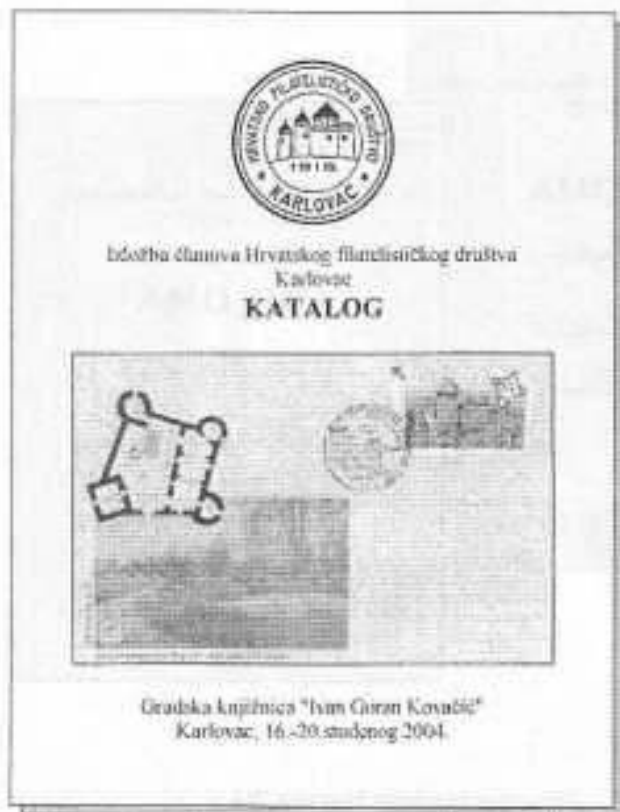 HRVATSKO FILATELISTIČKO DRUŠTVO
KARLOVAC
Izložba članova Hrvatskog filatelističkog društva
Karlovac
KATALOG
Gradska knjižnica "Ivan Goran Kovačić"
Karlovac, 16.-20.studenog 2004.